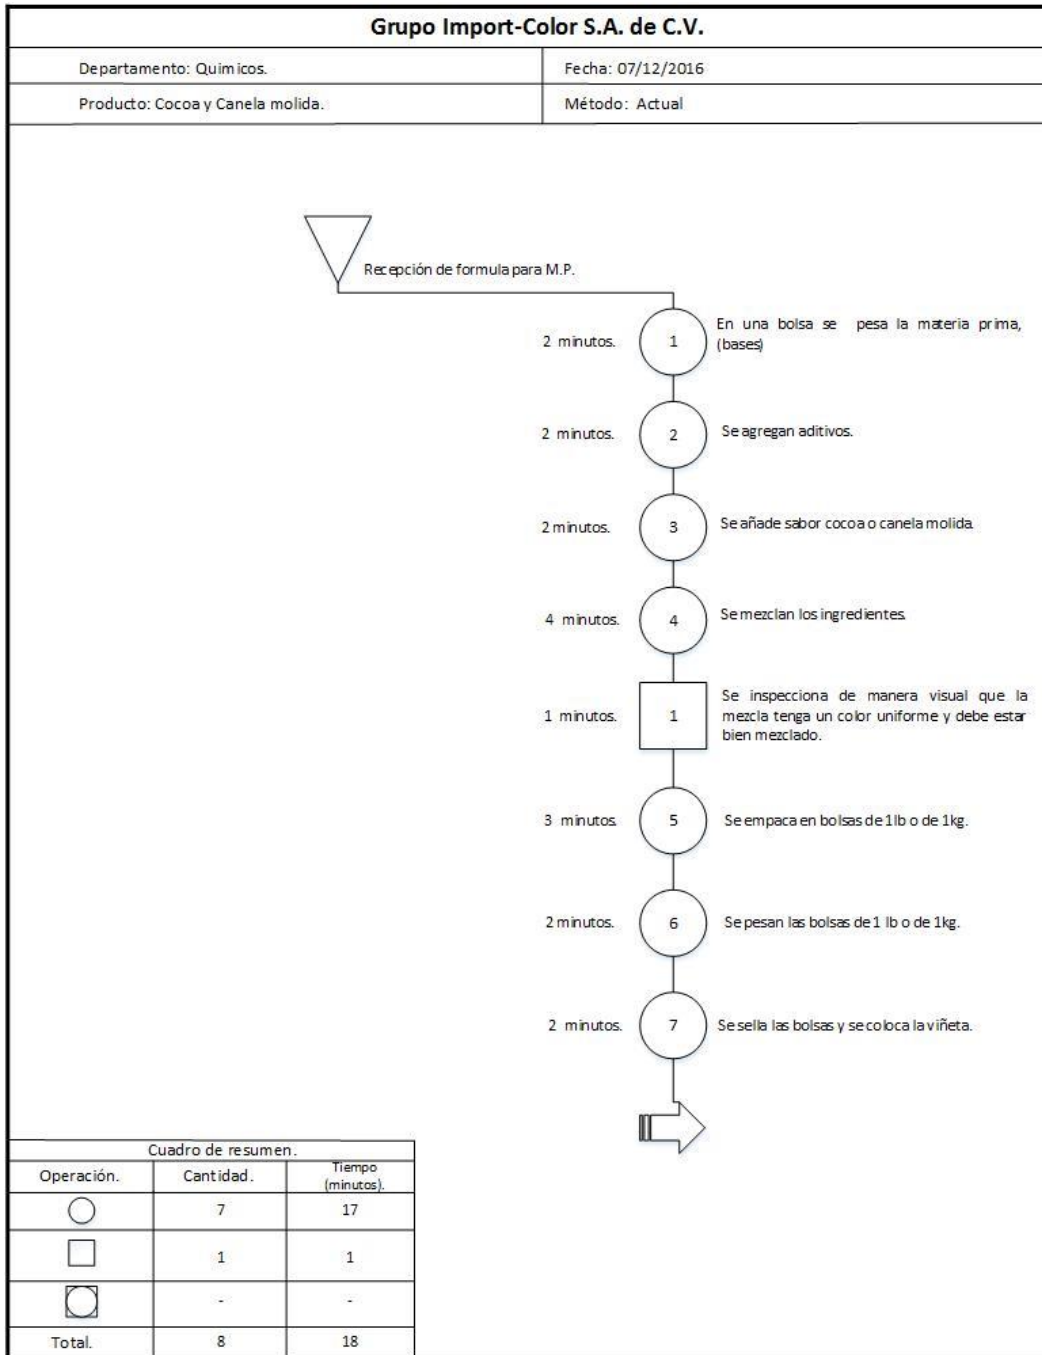 Grupo Import-Color S.A. de C.V.
Departamento: Quimicos.
Fecha: 07/12/2016
Producto: Cocoa y Canela molida.
Método: Actual
Recepción de formula para M.P.
2 minutos.
1
En una bolsa se pesa la materia prima,
(bases)
2 minutos.
2
Se agregan aditivos.
2 minutos.
3
Se añade sabor cocoa o canela molida.
4 minutos.
4
Se mezclan los ingredientes.
1 minutos.
1
Se inspecciona de manera visual que la
mezcla tenga un color uniforme y debe estar
bien mezclado.
3 minutos.
5
Se empaca en bolsas de 1lb o de 1kg.
2 minutos.
6
Se pesan las bolsas de 1 lb o de 1kg.
2 minutos.
7
Se sella las bolsas y se coloca la viñeta.
Cuadro de resumen.
Operación.
Cantidad.
Tiempo
(minutos).
7
17
1
1
-
-
Total.
8
18